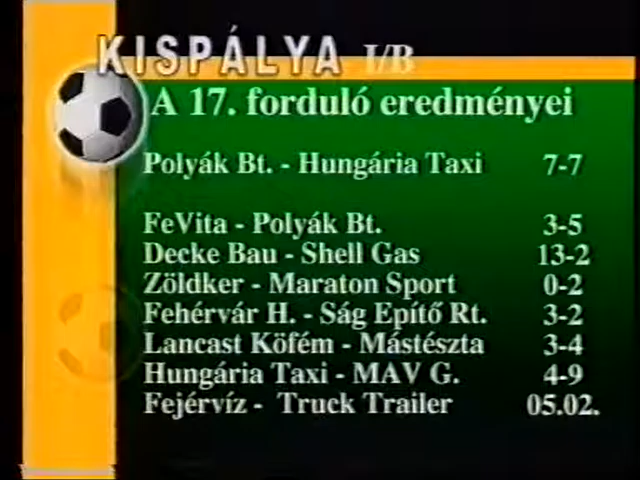 KISPÁLYA I/B
A 17. forduló eredményei
Polyák Bt. - Hungária Taxi 7-7
FeVita - Polyák Bt. 3-5
Decke Bau - Shell Gas 13-2
Zöldker - Maraton Sport 0-2
Fehérvár H. - Ság Építő Rt. 3-2
Lancast Köfém - Mástészta 3-4
Hungária Taxi - MAV G. 4-9
Fejérvíz - Truck Trailer 05.02.